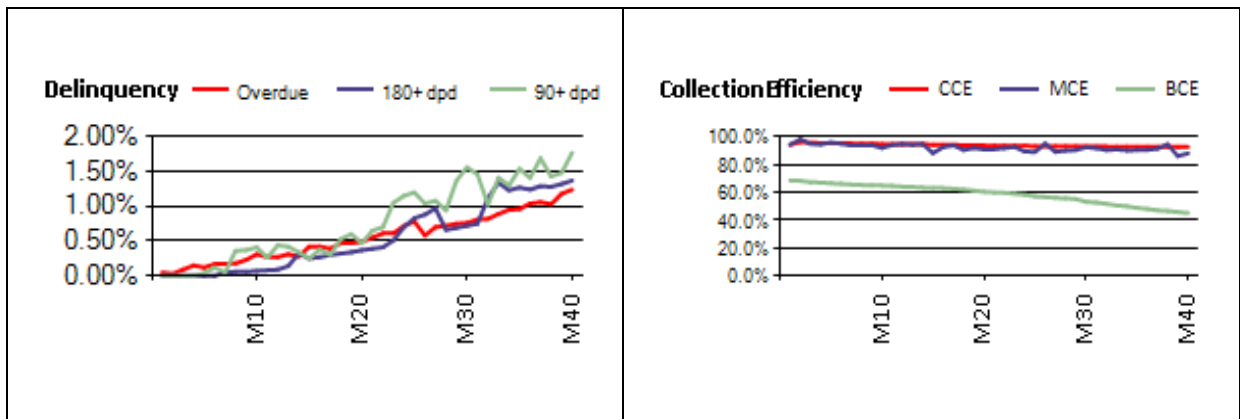 Delinquency Overdue 180+ dpd 90+ dpd
2.00%
1.50%
1.00%
0.50%
0.00%
M10 M20 M30 M40
Collection Efficiency CCE MCE BCE
100.0%
80.0%
60.0%
40.0%
20.0%
0.0%
M10 M20 M30 M40